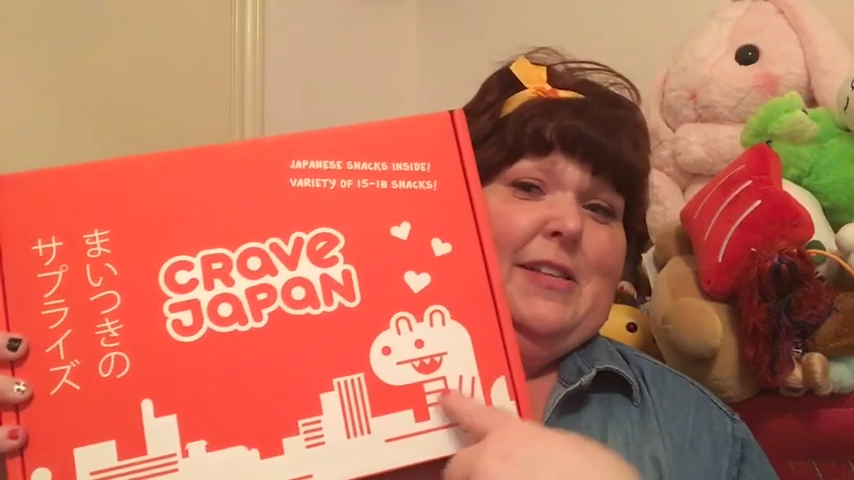 JAPANESE SNACKS INSIDE!
VARIETY OF 15-18 SNACKS!
まいつきの
サプライズ
CRAVE
JAPAN